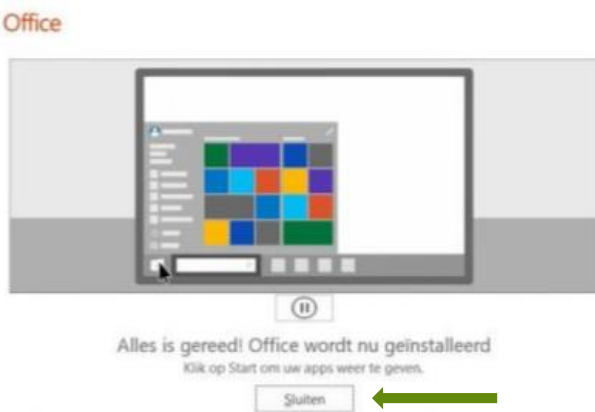 Office
Alles is gereed! Office wordt nu geïnstalleerd
Klik op Start om uw apps weer te geven.
Sluiten